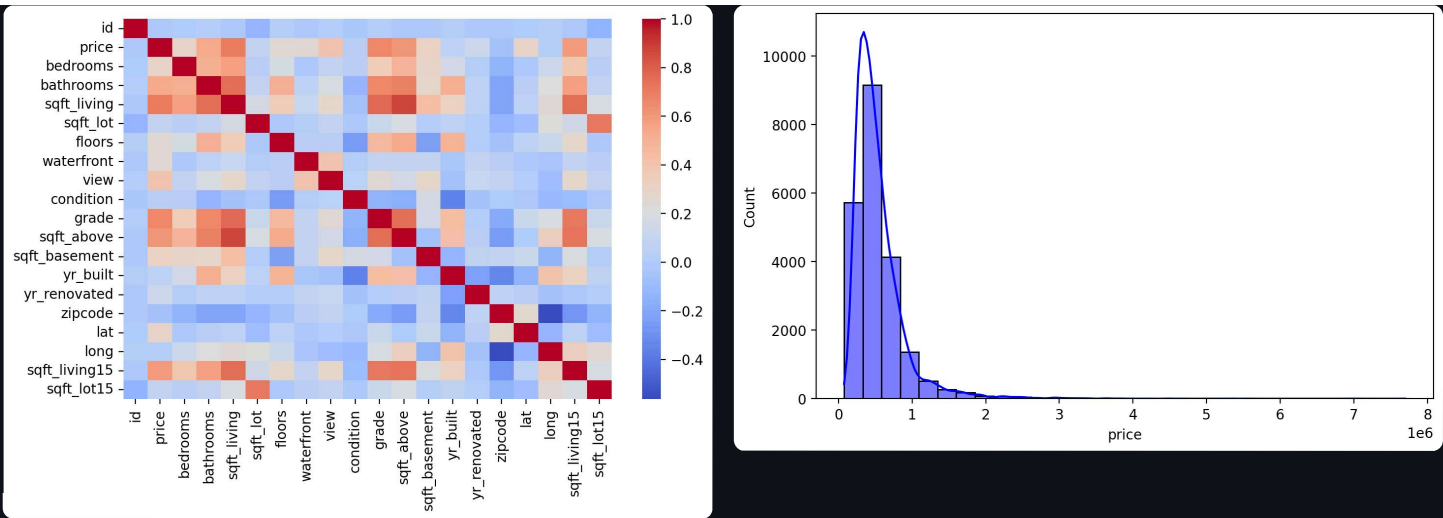 id
price
bedrooms
bathrooms
sqft_living
sqft_lot
floors
waterfront
view
condition
grade
sqft_above
sqft_basement
yr_built
yr_renovated
zipcode
lat
long
sqft_living15
sqft_lot15
id
price
bedrooms
bathrooms
sqft_living
sqft_lot
floors
waterfront
view
condition
grade
sqft_above
sqft_basement
yr_built
yr_renovated
zipcode
lat
long
sqft_living15
sqft_lot15
1.0
0.8
0.6
0.4
0.2
0.0
−0.2
−0.4
Count
10000
8000
6000
4000
2000
0
0 1 2 3 4 5 6 7 8
1e6
price